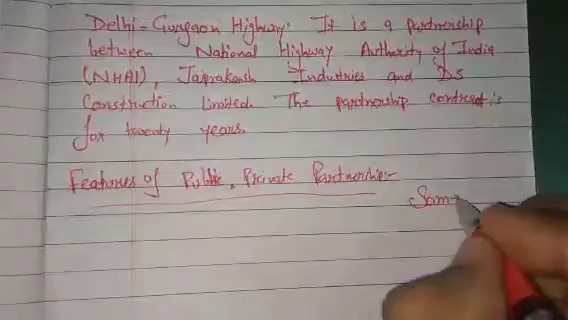 Delhi-Gurgaon Highway: It is a partnership
between National Highway Authority of India
(NHAI), Jaiprakash Industries and Ds
Construction Limited. The partnership contract is
for twenty years.
Features of Public, Private Partnership:-
Som